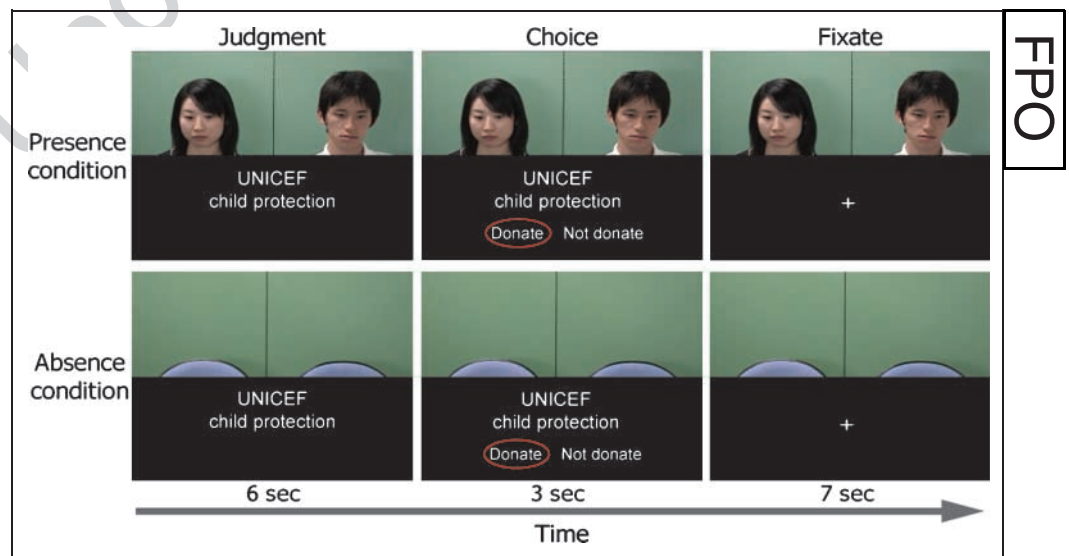 Judgment Choice Fixate
Presence
condition
UNICEF
child protection
UNICEF
child protection
Donate Not donate
+
Absence
condition
UNICEF
child protection
UNICEF
child protection
Donate Not donate
+
6 sec 3 sec 7 sec
Time
FPO